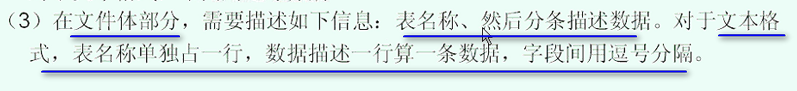 （3）在文件体部分，需要描述如下信息：表名称、然后分条描述数据。对于文本格
式，表名称单独占一行，数据描述一行算一条数据，字段间用逗号分隔。